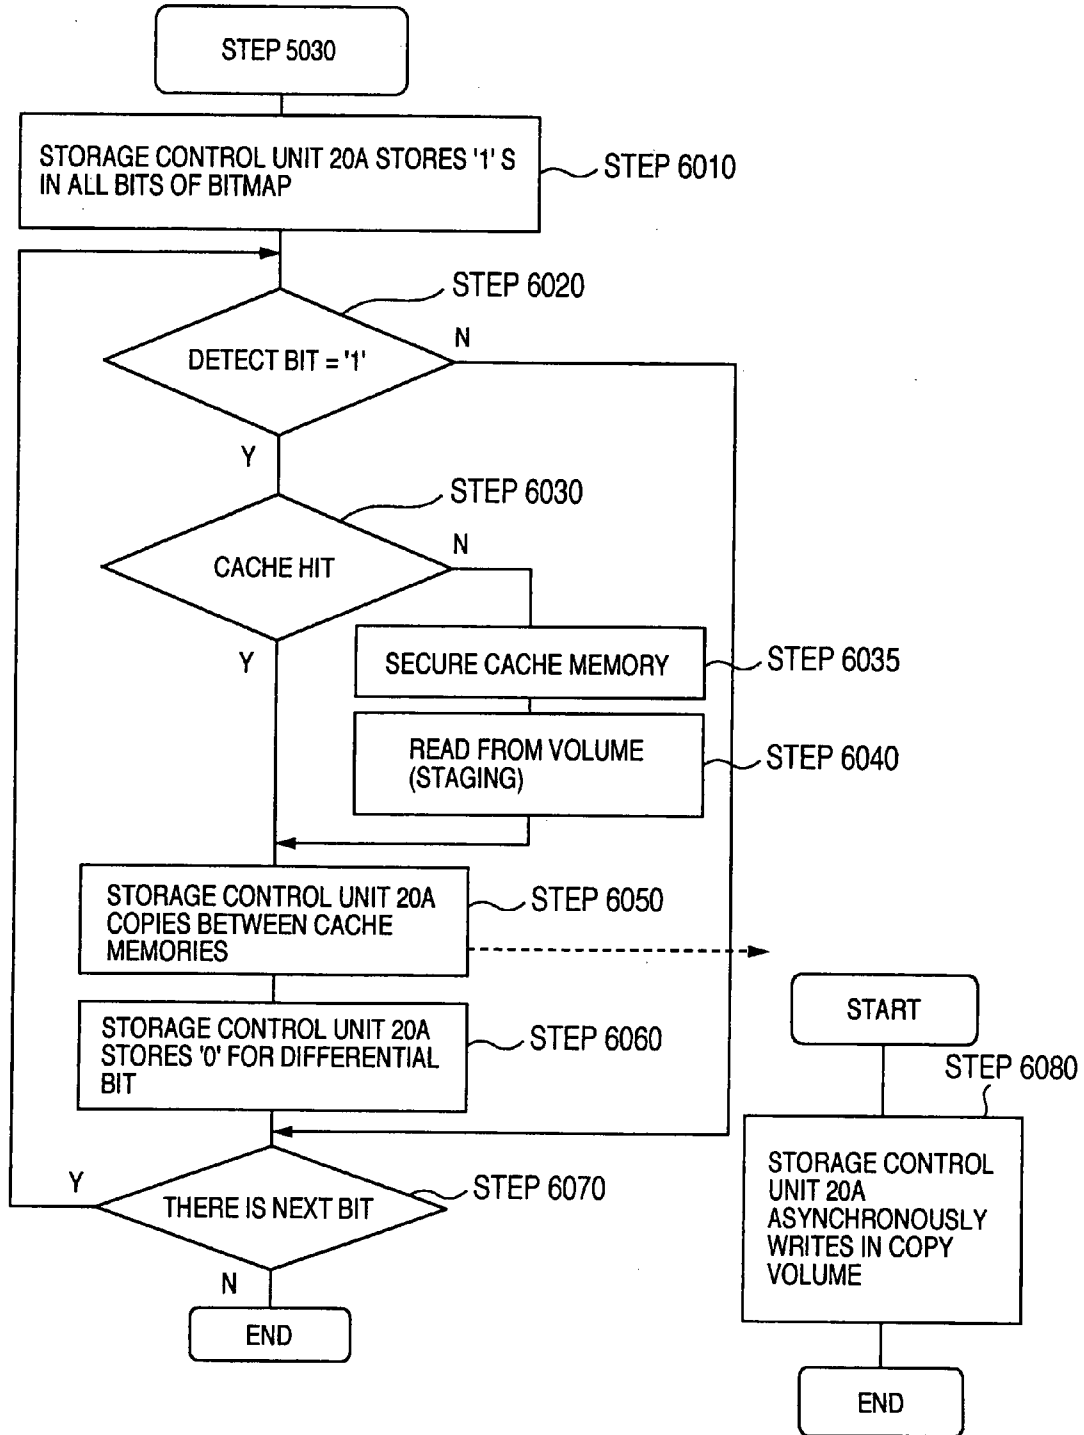 STEP 5030
STORAGE CONTROL UNIT 20A STORES '1' S
IN ALL BITS OF BITMAP
STEP 6010
STEP 6020
DETECT BIT = '1'
N
Y
STEP 6030
CACHE HIT
N
Y
SECURE CACHE MEMORY
STEP 6035
READ FROM VOLUME
(STAGING)
STEP 6040
STORAGE CONTROL UNIT 20A
COPIES BETWEEN CACHE
MEMORIES
STEP 6050
STORAGE CONTROL UNIT 20A
STORES '0' FOR DIFFERENTIAL
BIT
STEP 6060
Y
THERE IS NEXT BIT
STEP 6070
N
END
START
STEP 6080
STORAGE CONTROL
UNIT 20A
ASYNCHRONOUSLY
WRITES IN COPY
VOLUME
END